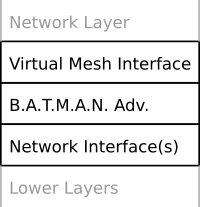 Network Layer
Virtual Mesh Interface
B.A.T.M.A.N. Adv.
Network Interface(s)
Lower Layers